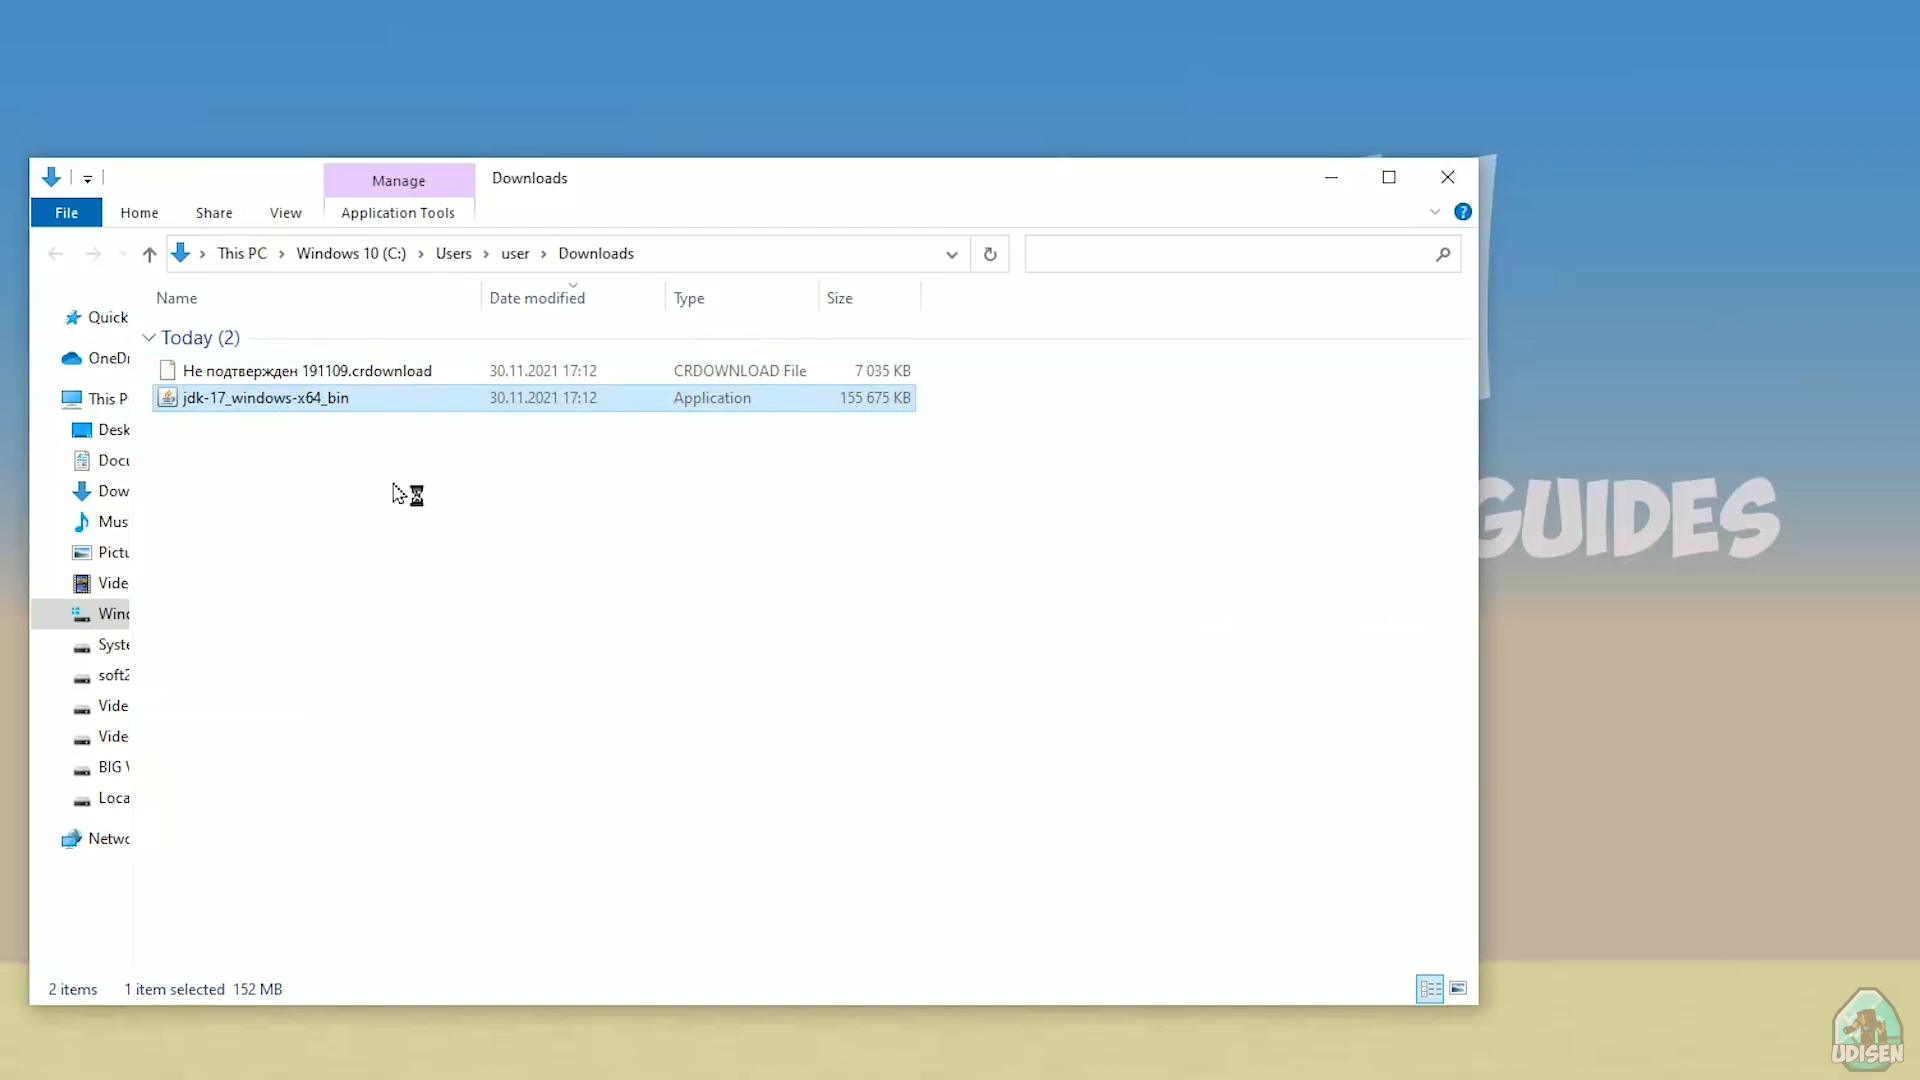 Manage
Downloads
File
Home
Share
View
Application Tools
This PC
Windows 10 (C:)
Users
user
Downloads
Name
Date modified
Type
Size
Today (2)
Не подтвержден 191109.crdownload
30.11.2021 17:12
CRDOWNLOAD File
7 035 KB
jdk-17_windows-x64_bin
30.11.2021 17:12
Application
155 675 KB
Quick
OneDr
This P
Desk
Docu
Dow
Mus
Pictu
Vide
Wind
Syste
soft2
Vide
Vide
BIG
Loca
Netwo
2 items
1 item selected 152 MB
GUIDES
UDISEN